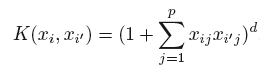 K(x_i, x_{i'}) = (1 + \sum_{j=1}^{p} x_{ij} x_{i'j})^d